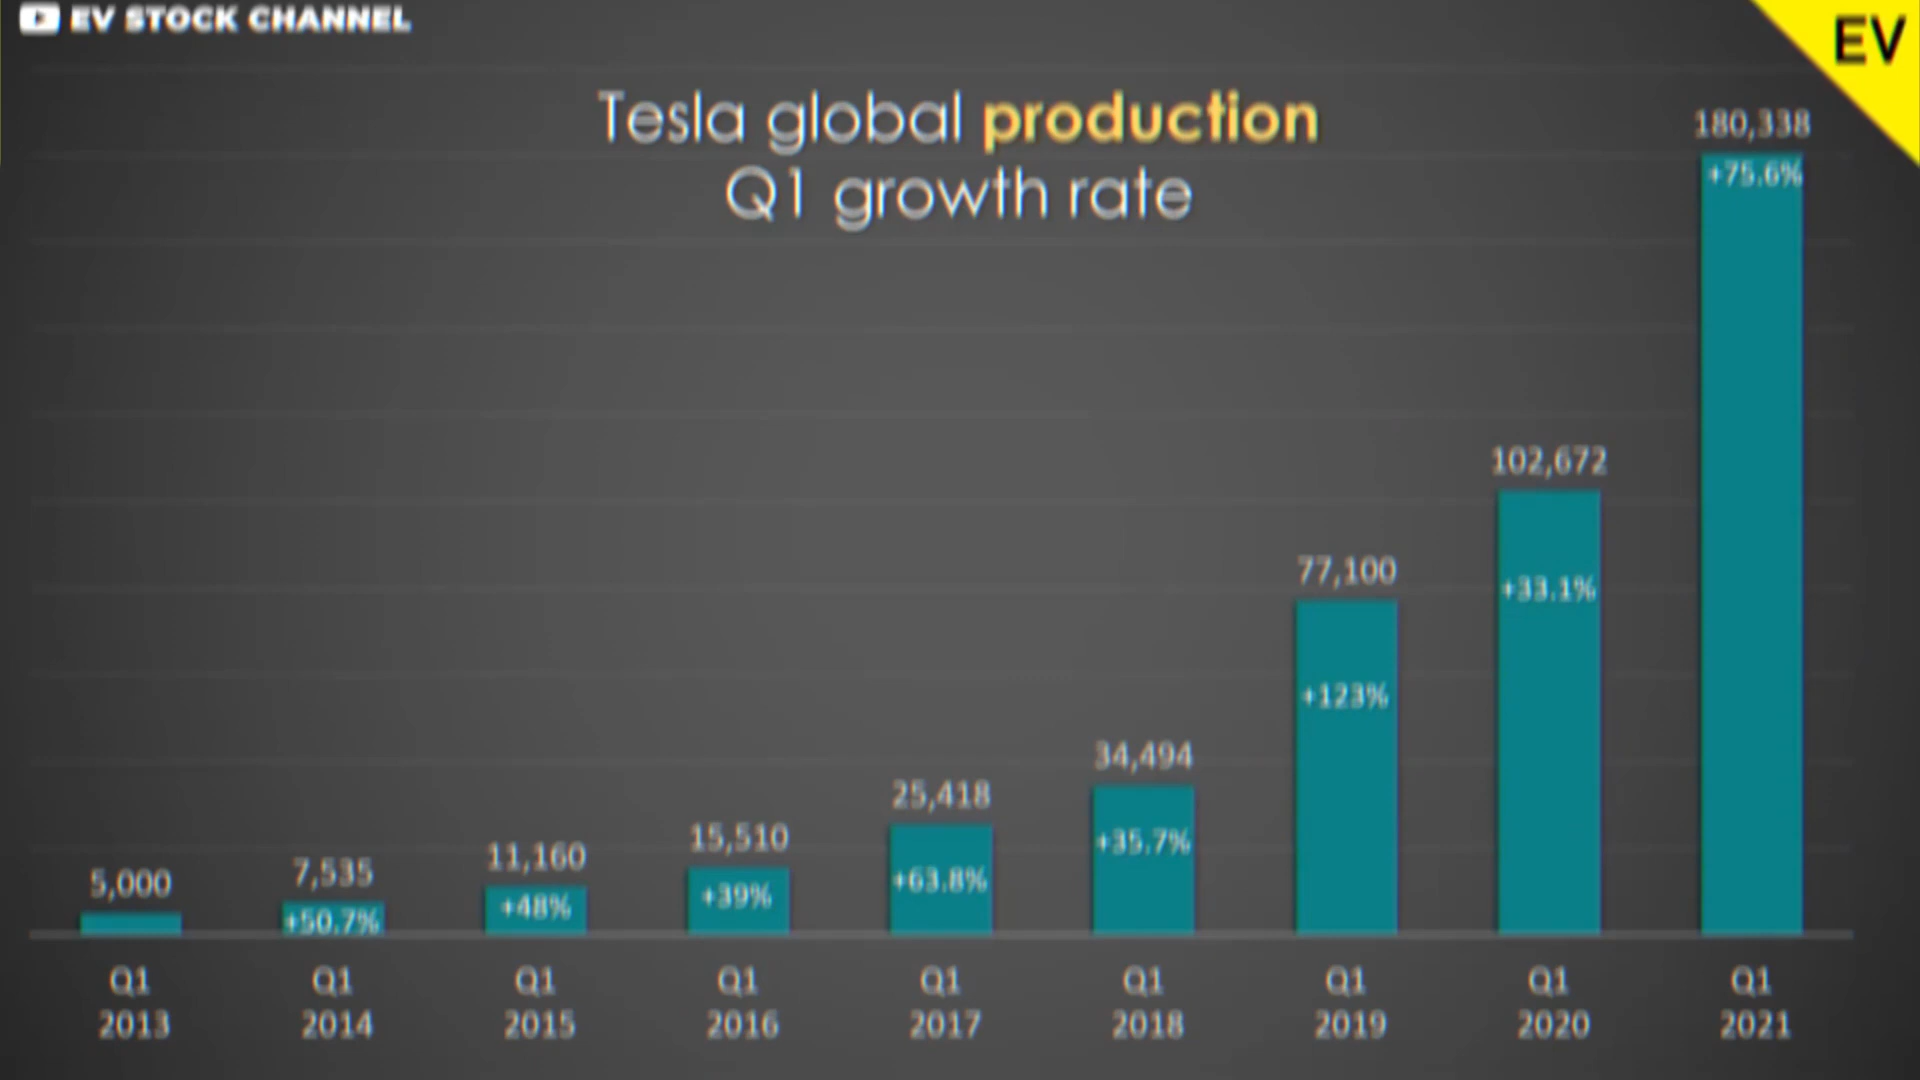 EV STOCK CHANNEL
EV
Tesla global production
Q1 growth rate
180,338
+75.6%
102,672
+33.1%
77,100
+123%
34,494
+35.7%
25,418
+63.8%
15,510
+39%
11,160
+48%
7,535
+50.7%
5,000
Q1 Q1 Q1 Q1 Q1 Q1 Q1 Q1 Q1
2013 2014 2015 2016 2017 2018 2019 2020 2021